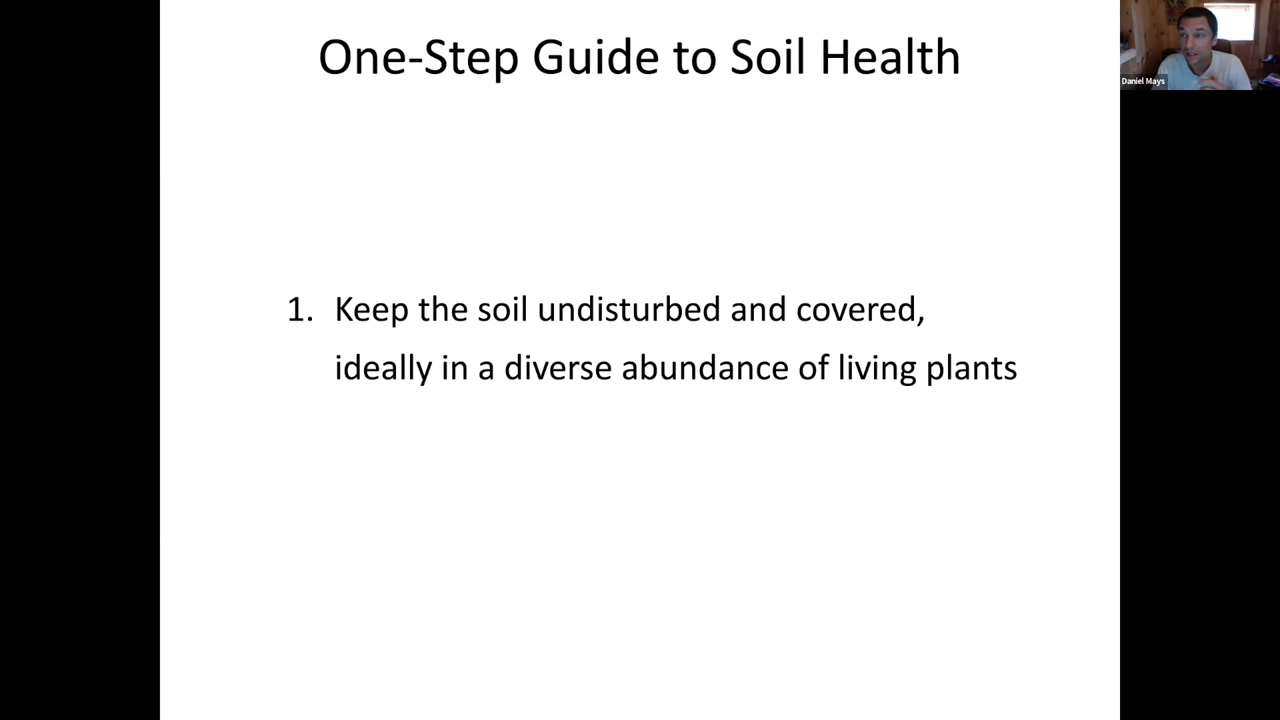 One-Step Guide to Soil Health
Daniel Mays
1. Keep the soil undisturbed and covered,
ideally in a diverse abundance of living plants